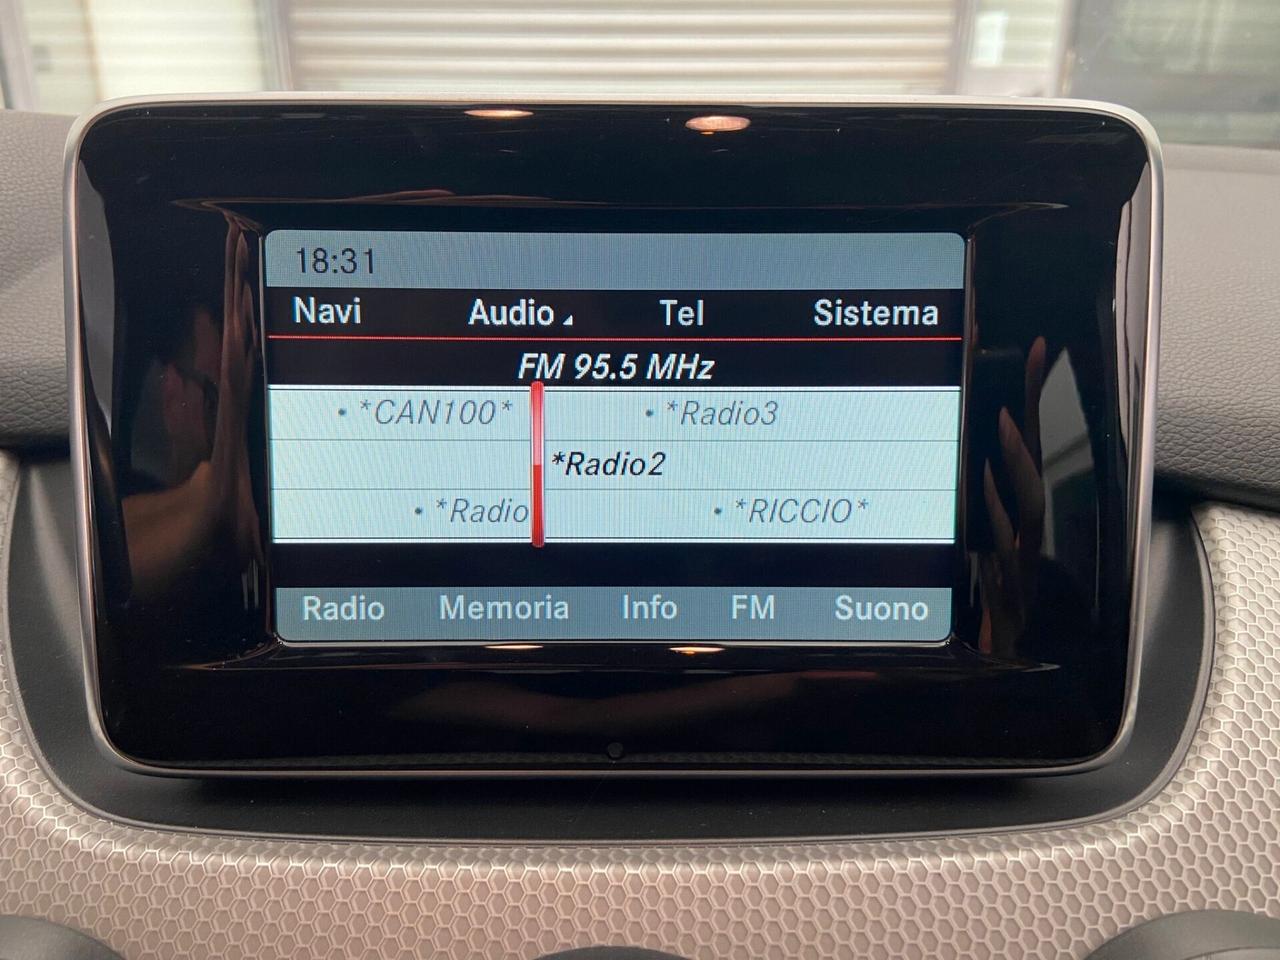 18:31
Navi Audio Tel Sistema
FM 95.5 MHz
• *CAN100* • *Radio3
*Radio2
• *Radio • *RICCIO*
Radio Memoria Info FM Suono